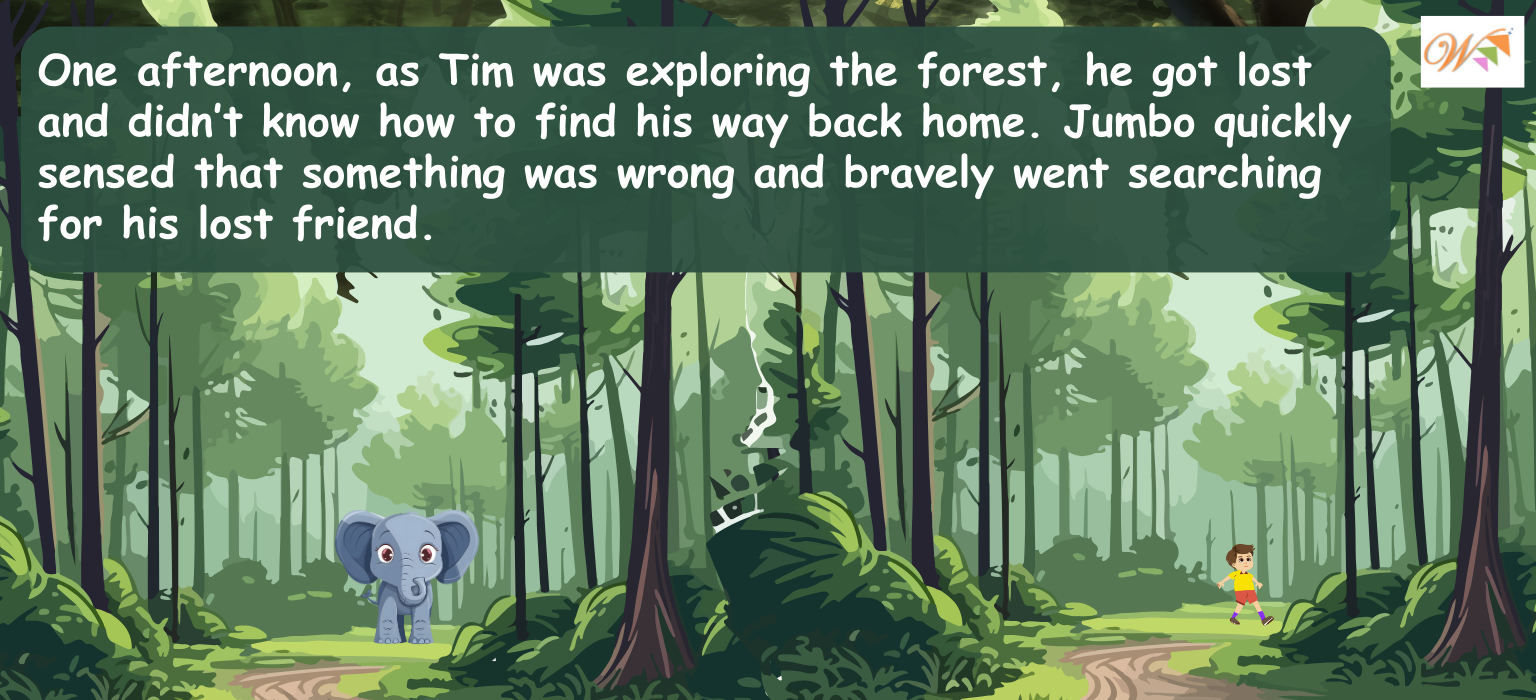 One afternoon, as Tim was exploring the forest, he got lost
and didn't know how to find his way back home. Jumbo quickly
sensed that something was wrong and bravely went searching
for his lost friend.
W